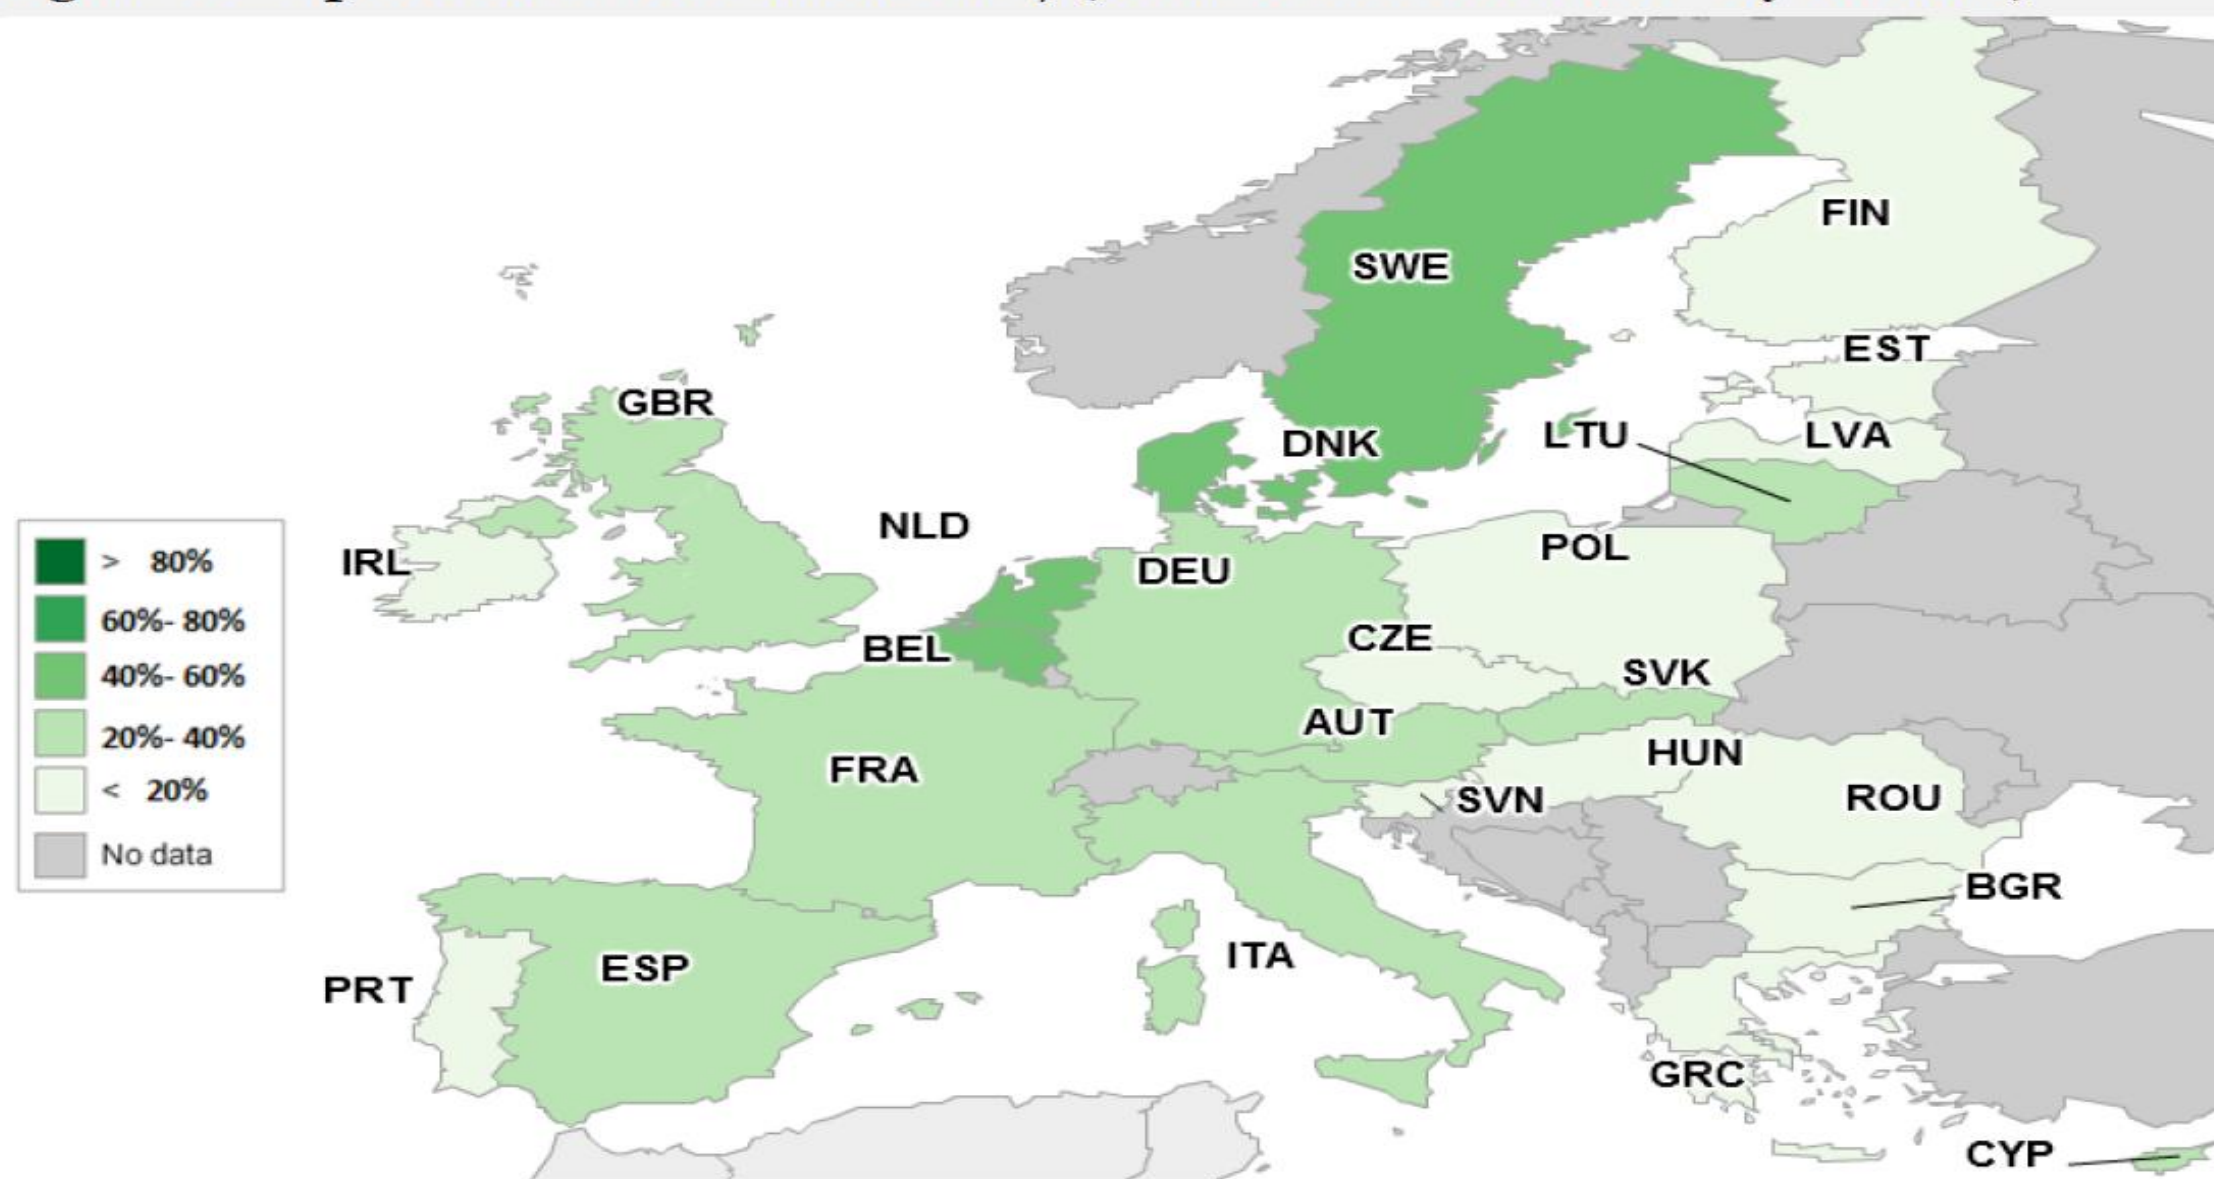 FIN
SWE
EST
GBR
DNK
LTU
LVA
NLD
IRL
POL
DEU
> 80%
60%- 80%
40%- 60%
20%- 40%
< 20%
No data
BEL
CZE
SVK
AUT
HUN
FRA
SVN
ROU
BGR
ITA
ESP
PRT
GRC
CYP